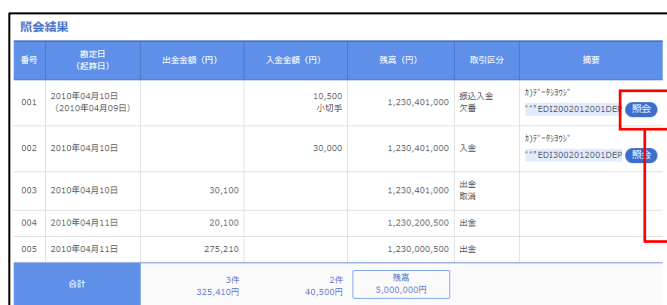 照会結果
番号 勘定日 出金金額（円） 入金金額（円） 残高（円） 取引区分 摘要
（起算日）
001 2010年04月10日 10,500 1,230,401,000 振込入金 ｶ)ﾃﾞｰﾀｼﾖｳｼﾞ
（2010年04月09日） 小切手 欠番 ***EDI2002012001DEP 照会
002 2010年04月10日 30,000 1,230,401,000 入金 ｶ)ﾃﾞｰﾀｼﾖｳｼﾞ
***EDI3002012001DEP 照会
003 2010年04月10日 30,100 1,230,401,000 出金
取消
004 2010年04月11日 20,100 1,230,200,500 出金
005 2010年04月11日 275,210 1,230,000,500 出金
合計 3件 2件 残高
325,410円 40,500円 5,000,000円